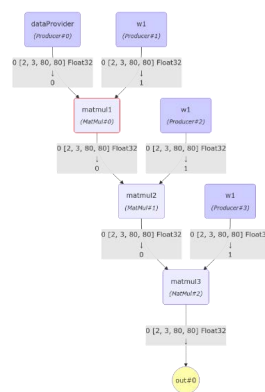 dataProvider
(Producer#0)
w1
(Producer#1)
0 [2, 3, 80, 80] Float32
↓
0
0 [2, 3, 80, 80] Float32
↓
1
matmul1
(MatMul#0)
w1
(Producer#2)
0 [2, 3, 80, 80] Float32
↓
0
0 [2, 3, 80, 80] Float32
↓
1
matmul2
(MatMul#1)
w1
(Producer#3)
0 [2, 3, 80, 80] Float32
↓
0
0 [2, 3, 80, 80] Float32
↓
1
matmul3
(MatMul#2)
0 [2, 3, 80, 80] Float32
↓
out#0